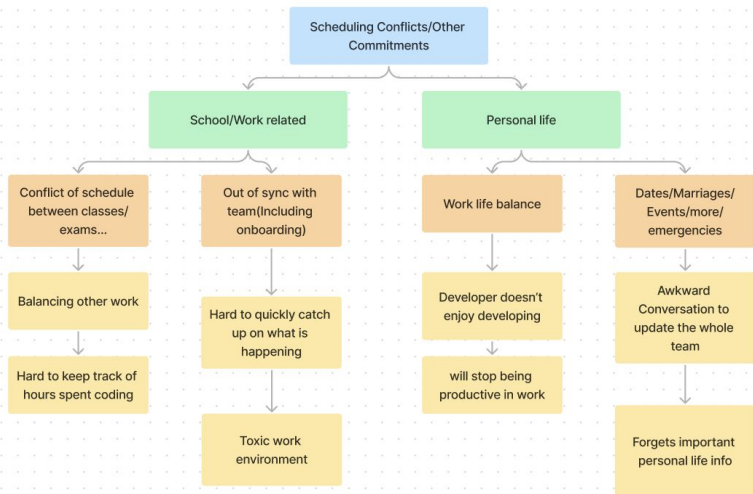 Scheduling Conflicts/Other
Commitments
School/Work related
Personal life
Conflict of schedule
between classes/
exams...
Out of sync with
team(Including
onboarding)
Work life balance
Dates/Marriages/
Events/more/
emergencies
Balancing other work
Hard to quickly catch
up on what is
happening
Developer doesn't
enjoy developing
Awkward
Conversation to
update the whole
team
Hard to keep track of
hours spent coding
Toxic work
environment
will stop being
productive in work
Forgets important
personal life info